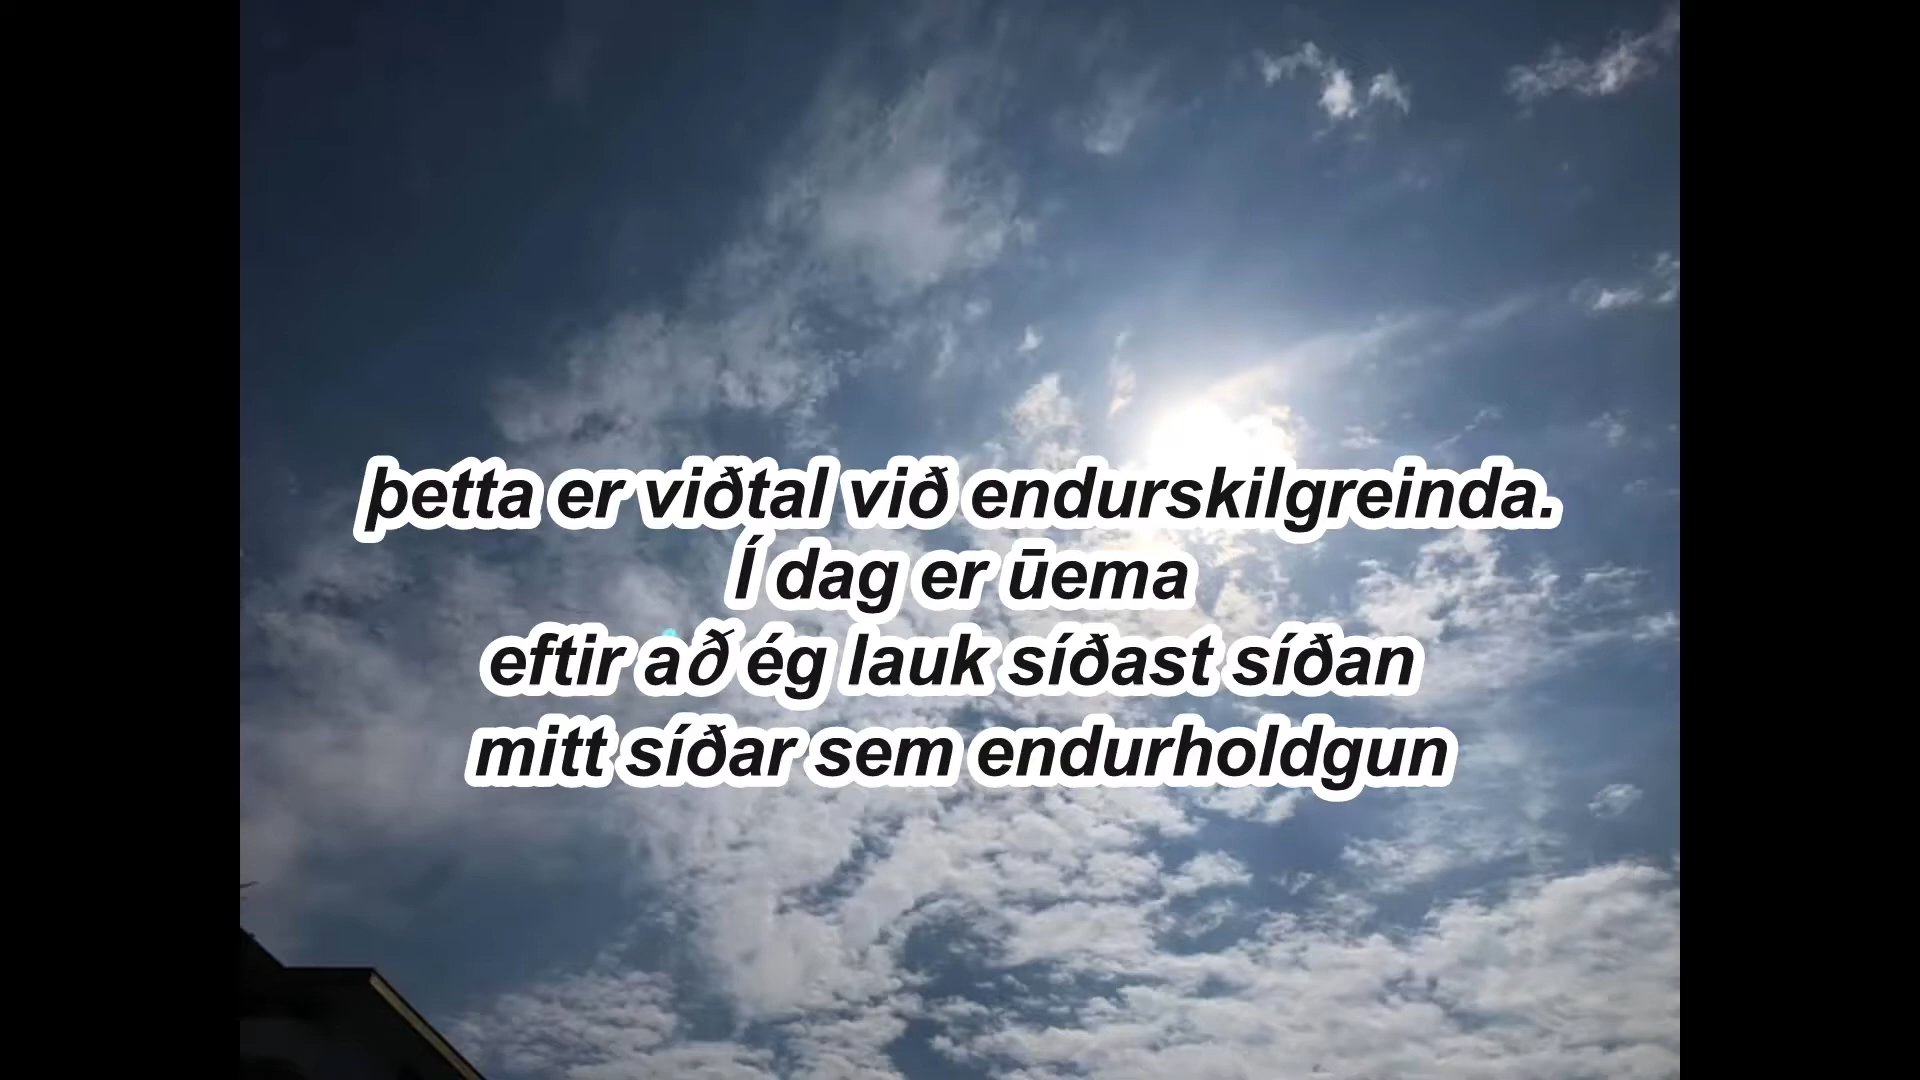 þetta er viðtal við endurskilgreinda.
Í dag er ūema
eftir að ég lauk síðast síðan
mitt síðar sem endurholdgun